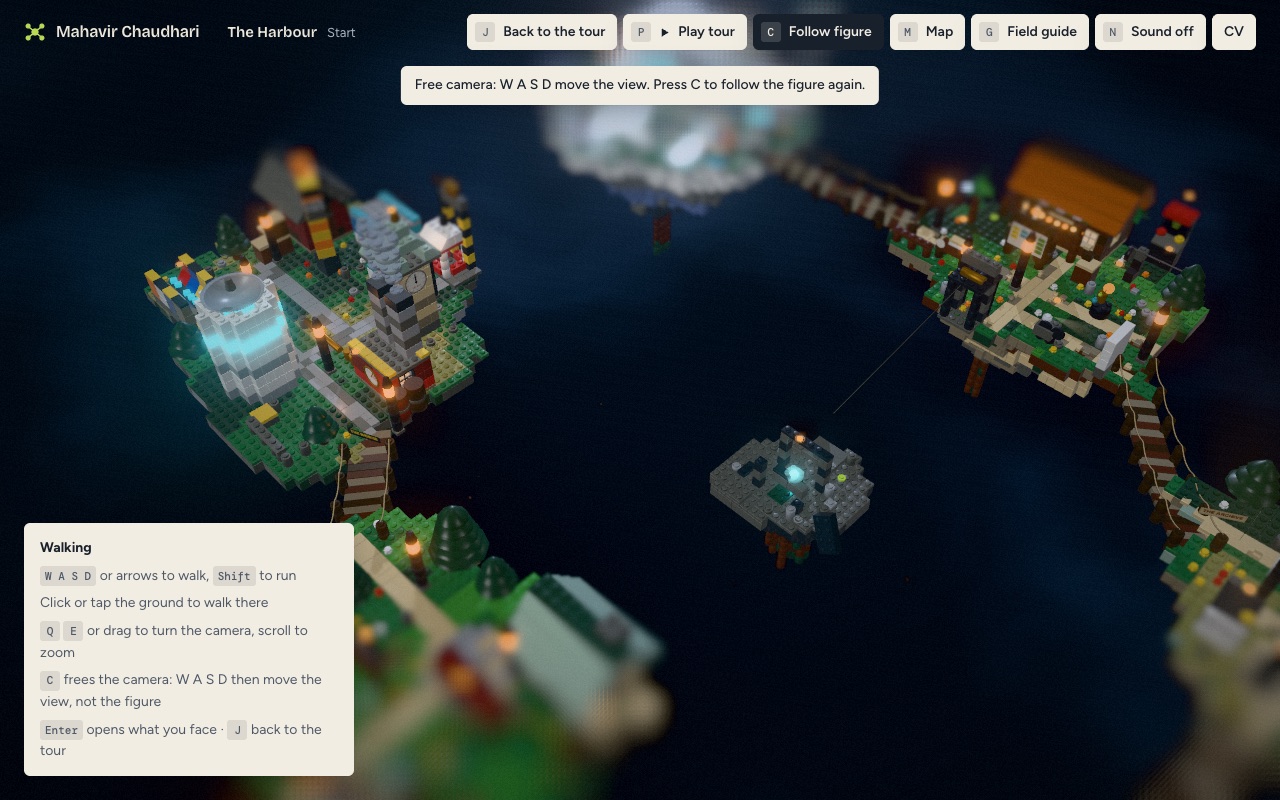 Mahavir Chaudhari The Harbour Start
J Back to the tour P Play tour C Follow figure M Map G Field guide N Sound off CV
Free camera: W A S D move the view. Press C to follow the figure again.
Walking
W A S D or arrows to walk, Shift to run
Click or tap the ground to walk there
Q E or drag to turn the camera, scroll to
zoom
C frees the camera: W A S D then move the
view, not the figure
Enter opens what you face · J back to the
tour